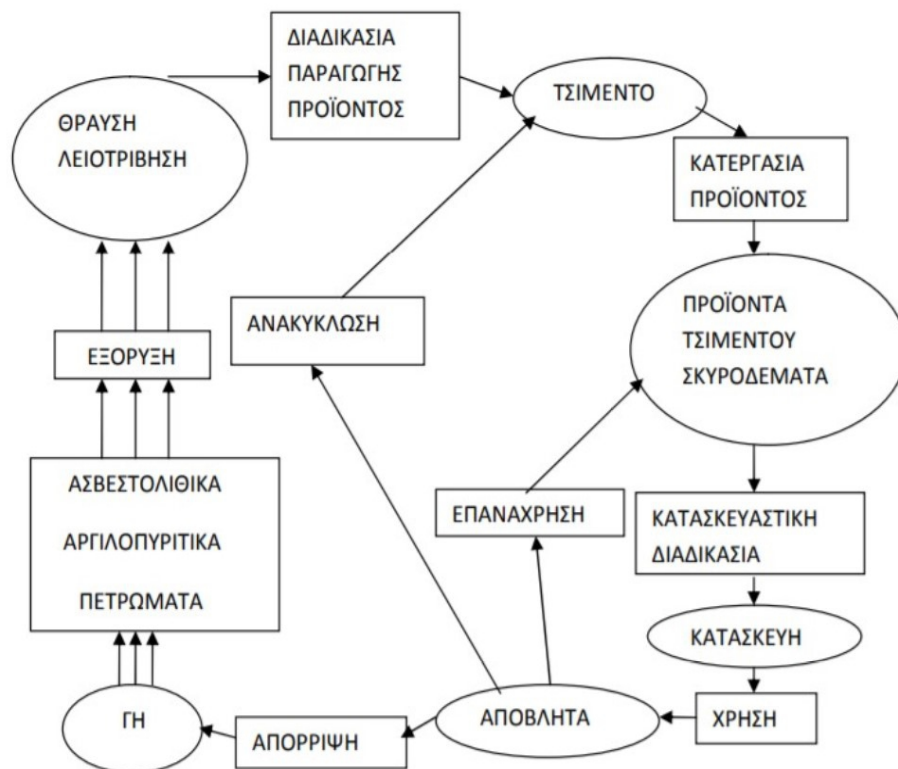 ΔΙΑΔΙΚΑΣΙΑ
ΠΑΡΑΓΩΓΗΣ
ΠΡΟΪΟΝΤΟΣ
ΤΣΙΜΕΝΤΟ
ΘΡΑΥΣΗ
ΛΕΙΟΤΡΙΒΗΣΗ
ΚΑΤΕΡΓΑΣΙΑ
ΠΡΟΪΟΝΤΟΣ
ΑΝΑΚΥΚΛΩΣΗ
ΠΡΟΪΟΝΤΑ
ΤΣΙΜΕΝΤΟΥ
ΣΚΥΡΟΔΕΜΑΤΑ
ΕΞΟΡΥΞΗ
ΑΣΒΕΣΤΟΛΙΘΙΚΑ
ΑΡΓΙΛΟΠΥΡΙΤΙΚΑ
ΠΕΤΡΩΜΑΤΑ
ΕΠΑΝΑΧΡΗΣΗ
ΚΑΤΑΣΚΕΥΑΣΤΙΚΗ
ΔΙΑΔΙΚΑΣΙΑ
ΚΑΤΑΣΚΕΥΗ
ΓΗ
ΑΠΟΡΡΙΨΗ
ΑΠΟΒΛΗΤΑ
ΧΡΗΣΗ